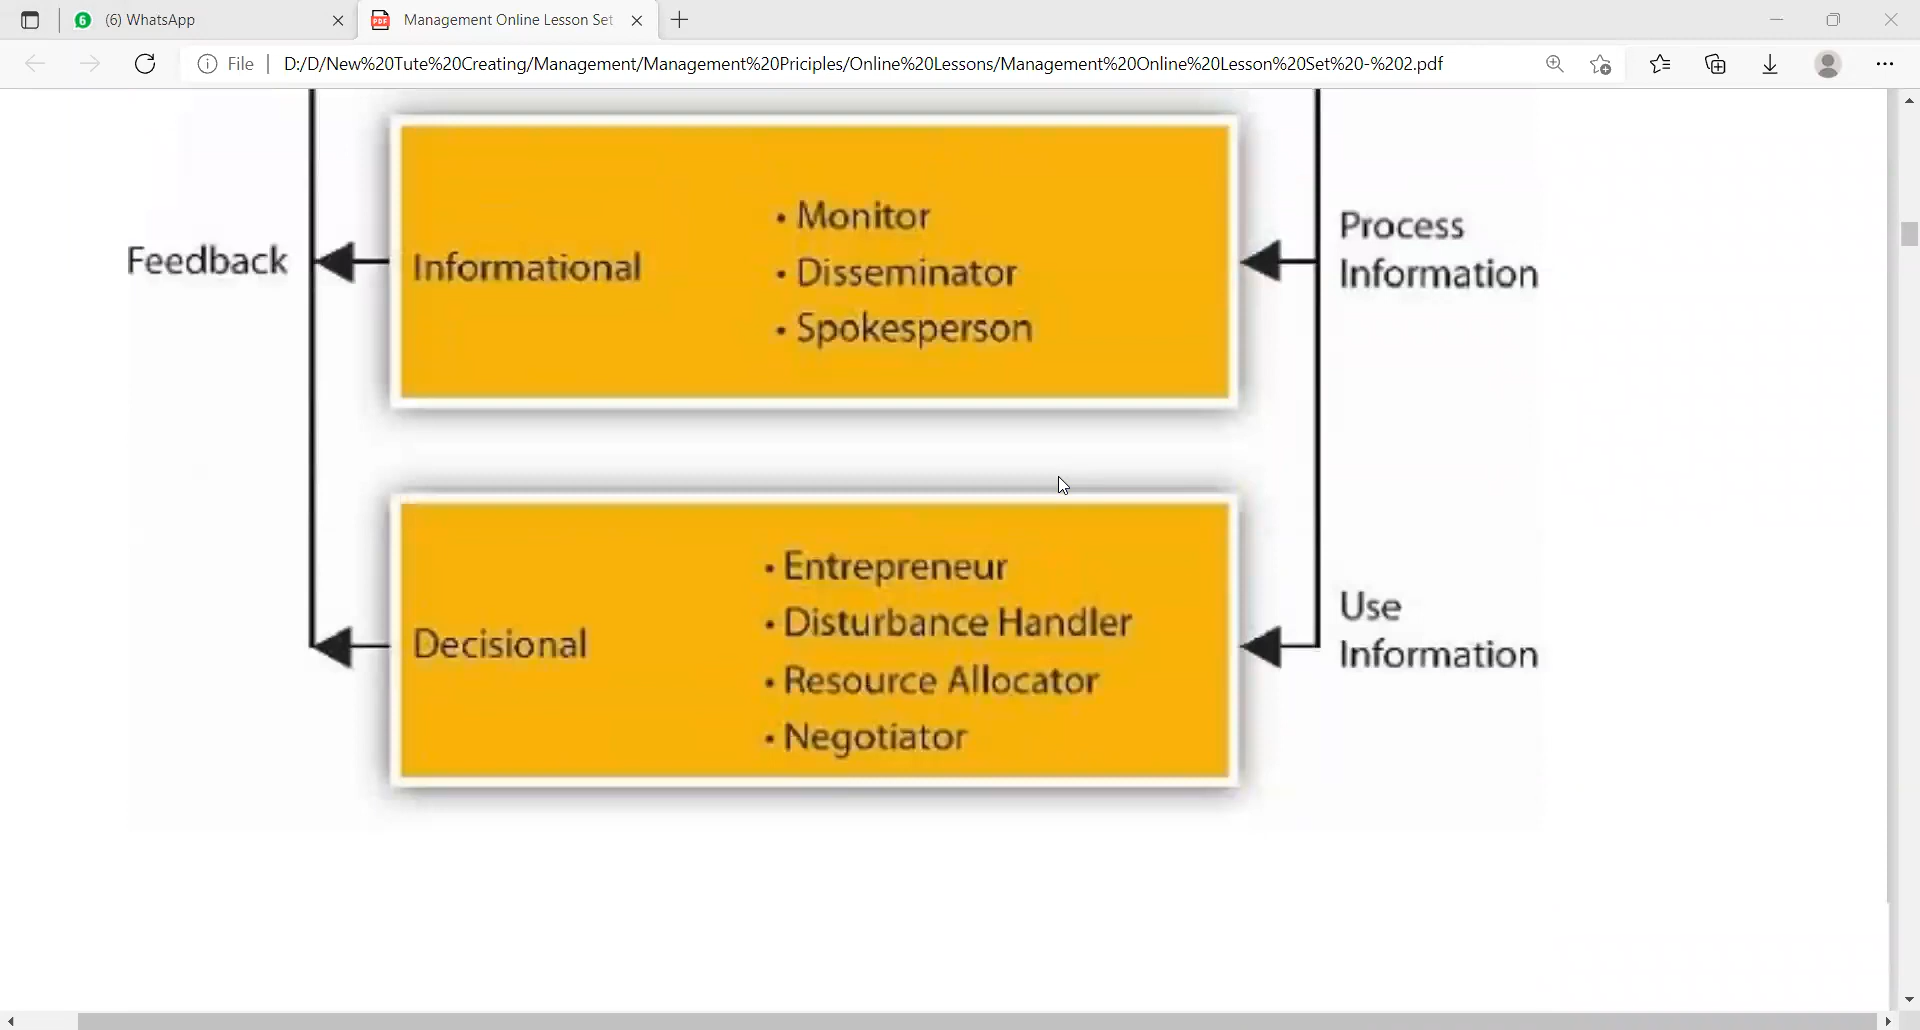 (6) WhatsApp
Management Online Lesson Set
File
D:/D/New%20Tute%20Creating/Management/Management%20Priciples/Online%20Lessons/Management%20Online%20Lesson%20Set%20-%202.pdf
Feedback
Informational
• Monitor
• Disseminator
• Spokesperson
Process
Information
Decisional
• Entrepreneur
• Disturbance Handler
• Resource Allocator
• Negotiator
Use
Information